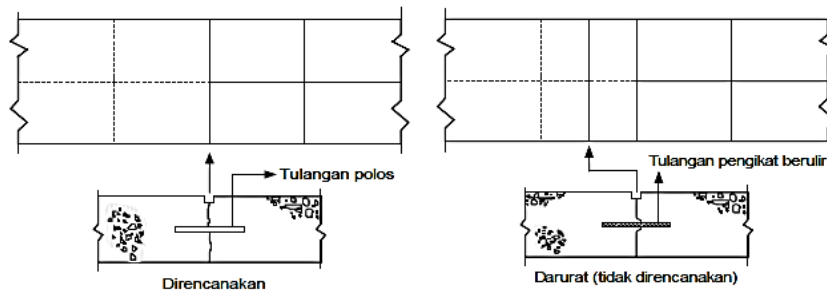 Tulangan polos
Direncanakan
Tulangan pengikat berulir
Darurat (tidak direncanakan)